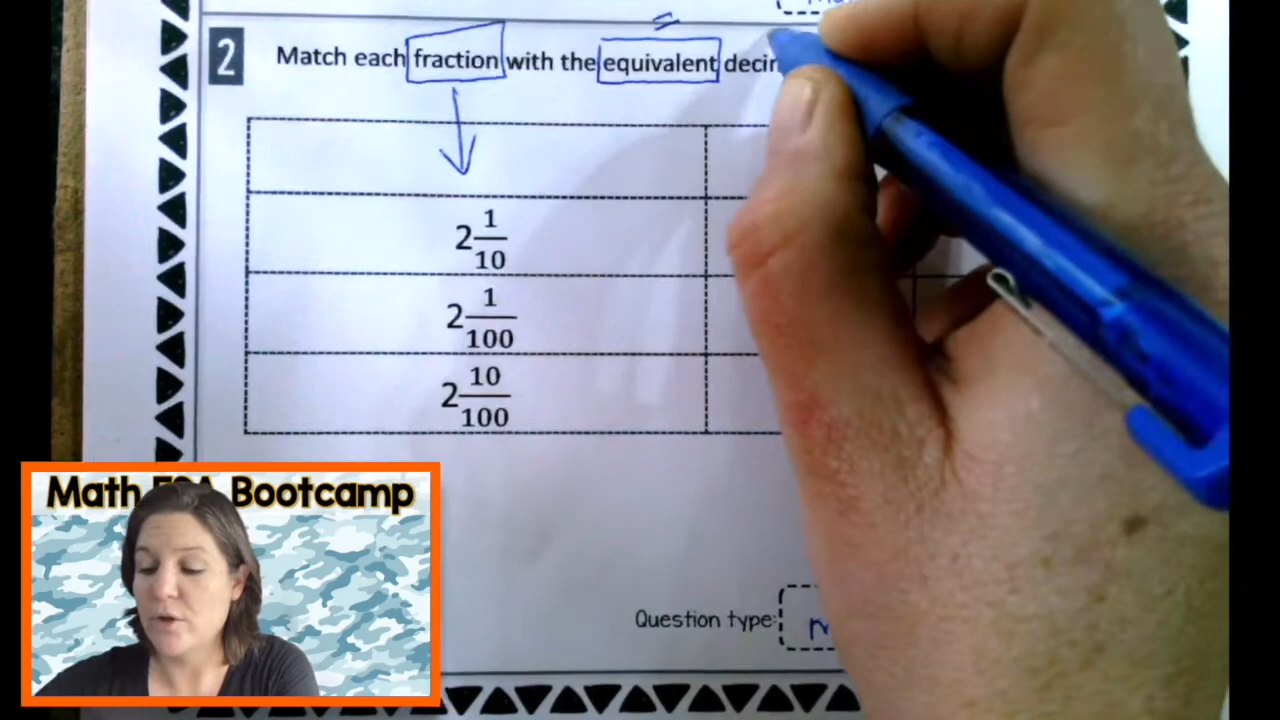 2 Match each fraction with the equivalent
2 1/10
2 1/100
2 10/100
Math Bootcamp
Question type: